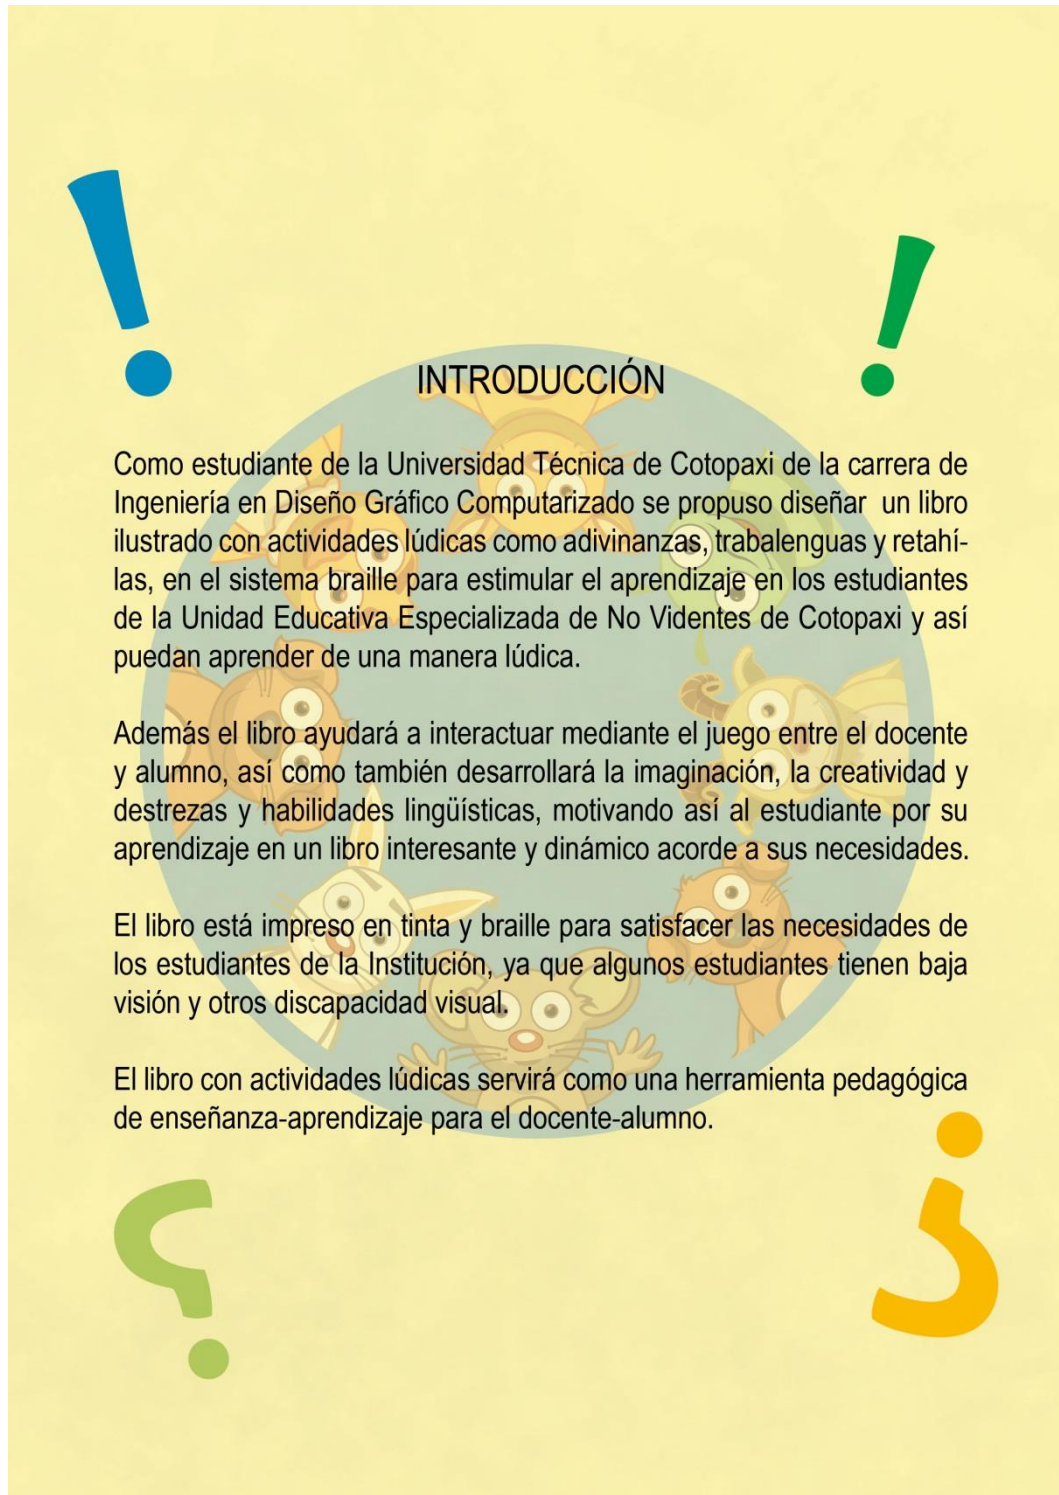 INTRODUCCIÓN
Como estudiante de la Universidad Técnica de Cotopaxi de la carrera de
Ingeniería en Diseño Gráfico Computarizado se propuso diseñar  un libro
ilustrado con actividades lúdicas como adivinanzas, trabalenguas y retahí-
las, en el sistema braille para estimular el aprendizaje en los estudiantes
de la Unidad Educativa Especializada de No Videntes de Cotopaxi y así
puedan aprender de una manera lúdica.
Además el libro ayudará a interactuar mediante el juego entre el docente
y alumno, así como también desarrollará la imaginación, la creatividad y
destrezas y habilidades lingüísticas, motivando así al estudiante por su
aprendizaje en un libro interesante y dinámico acorde a sus necesidades.
El libro está impreso en tinta y braille para satisfacer las necesidades de
los estudiantes de la Institución, ya que algunos estudiantes tienen baja
visión y otros discapacidad visual.
El libro con actividades lúdicas servirá como una herramienta pedagógica
de enseñanza-aprendizaje para el docente-alumno.